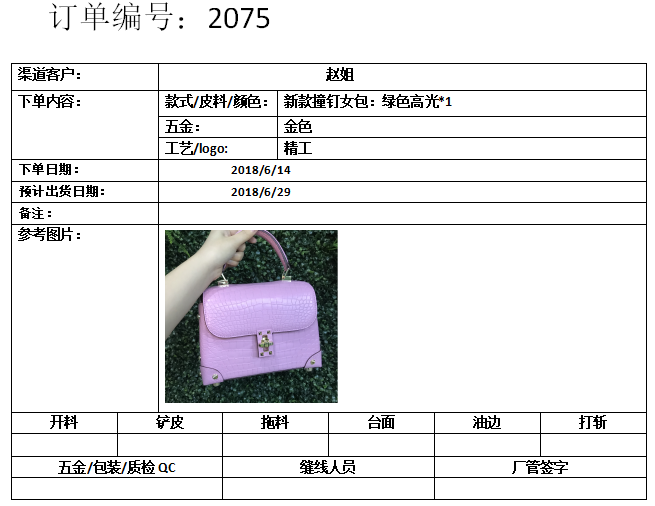 订单编号：2075
渠道客户： 赵姐
下单内容： 款式/皮料/颜色： 新款撞钉女包：绿色高光*1
五金： 金色
工艺/logo: 精工
下单日期： 2018/6/14
预计出货日期： 2018/6/29
备注：
参考图片：
开料 铲皮 拖料 台面 油边 打斩
五金/包装/质检 QC 缝线人员 厂管签字